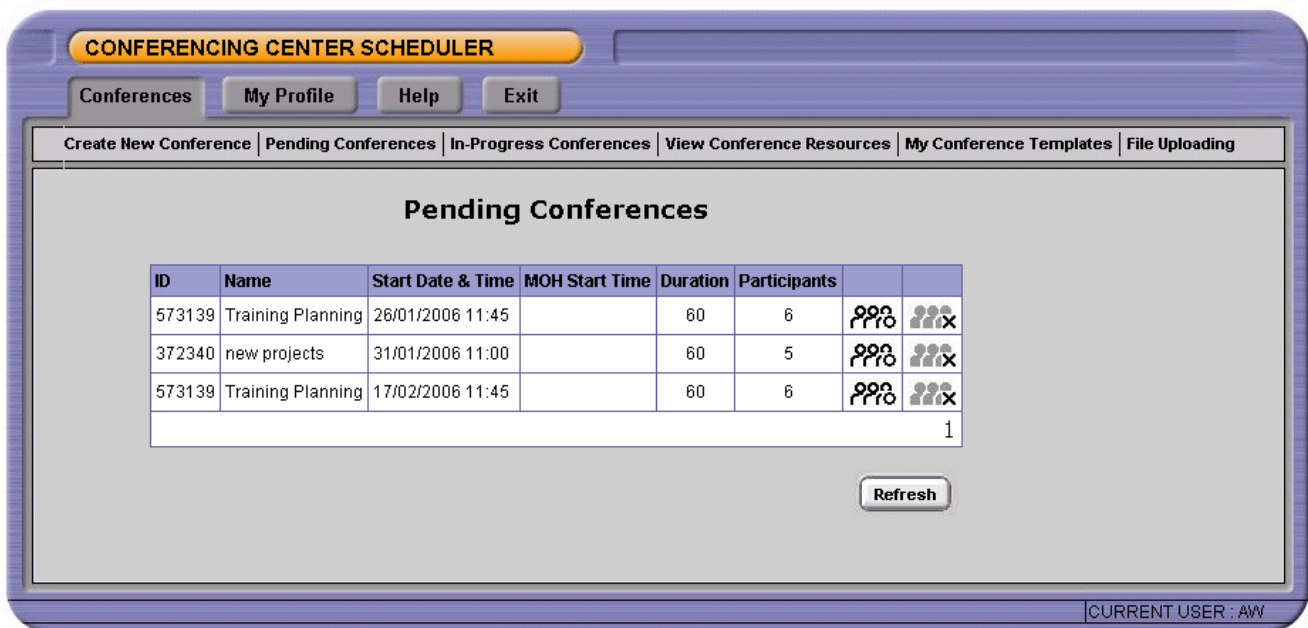 CONFERENCING CENTER SCHEDULER
Conferences My Profile Help Exit
Create New Conference | Pending Conferences | In-Progress Conferences | View Conference Resources | My Conference Templates | File Uploading
Pending Conferences
ID Name Start Date & Time MOH Start Time Duration Participants
573139 Training Planning 26/01/2006 11:45 60 6
372340 new projects 31/01/2006 11:00 60 5
573139 Training Planning 17/02/2006 11:45 60 6
1
Refresh
CURRENT USER : AW